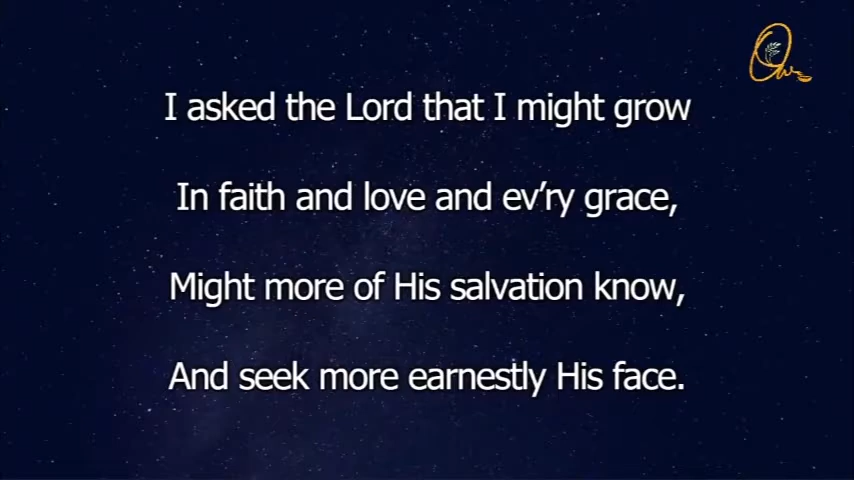 I asked the Lord that I might grow
In faith and love and ev’ry grace,
Might more of His salvation know,
And seek more earnestly His face.